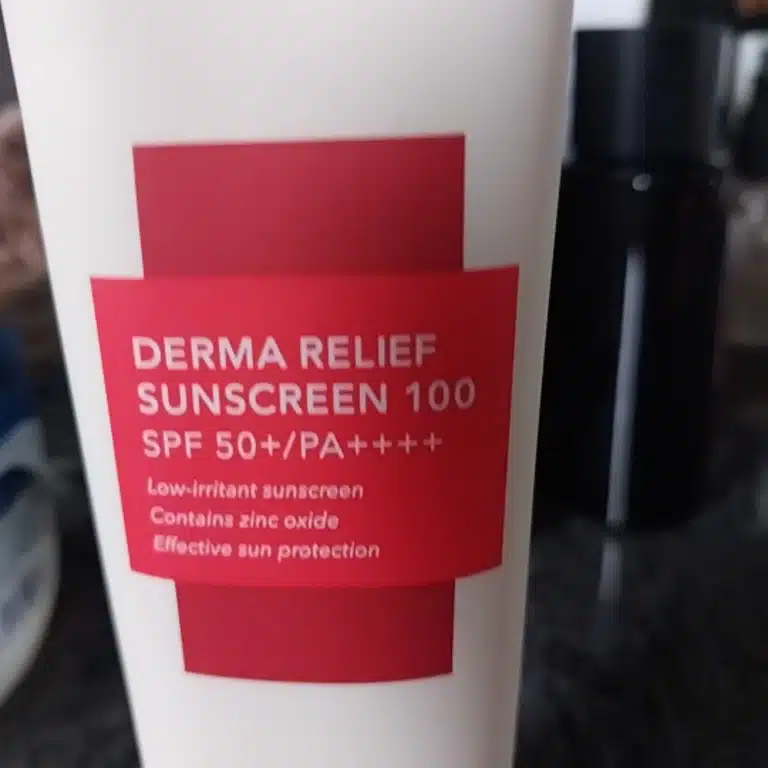 DERMA RELIEF
SUNSCREEN 100
SPF 50+/PA++++
Low-irritant sunscreen
Contains zinc oxide
Effective sun protection